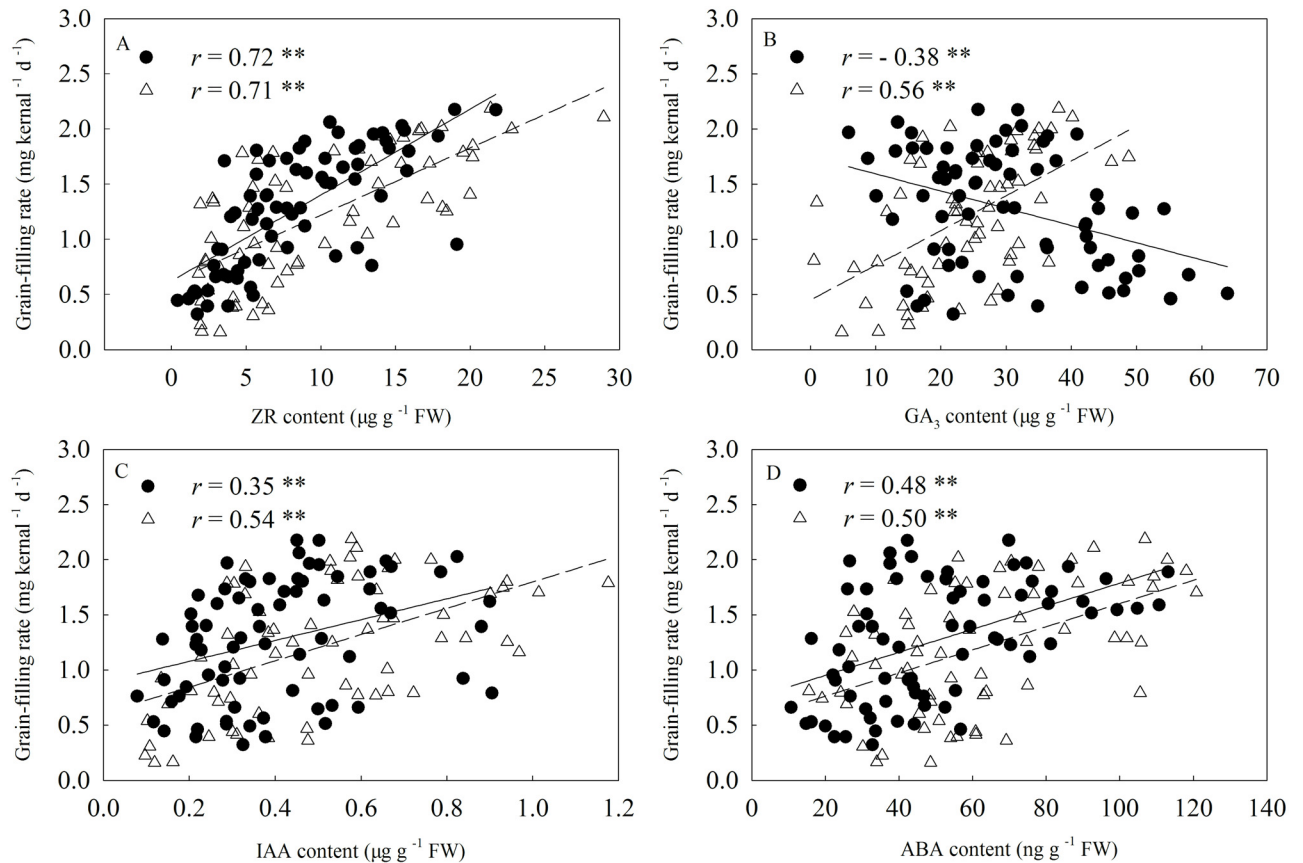 A
r = 0.72 **
r = 0.71 **
3.0
2.5
2.0
1.5
1.0
0.5
0.0
Grain-filling rate (mg kernal -1 d -1)
0 5 10 15 20 25 30
ZR content (μg g -1 FW)
B
r = - 0.38 **
r = 0.56 **
3.0
2.5
2.0
1.5
1.0
0.5
0.0
Grain-filling rate (mg kernal -1 d -1)
0 10 20 30 40 50 60 70
GA3 content (μg g -1 FW)
C
r = 0.35 **
r = 0.54 **
3.0
2.5
2.0
1.5
1.0
0.5
0.0
Grain-filling rate (mg kernal -1 d -1)
0.0 0.2 0.4 0.6 0.8 1.0 1.2
IAA content (μg g -1 FW)
D
r = 0.48 **
r = 0.50 **
3.0
2.5
2.0
1.5
1.0
0.5
0.0
Grain-filling rate (mg kernal -1 d -1)
0 20 40 60 80 100 120 140
ABA content (ng g -1 FW)